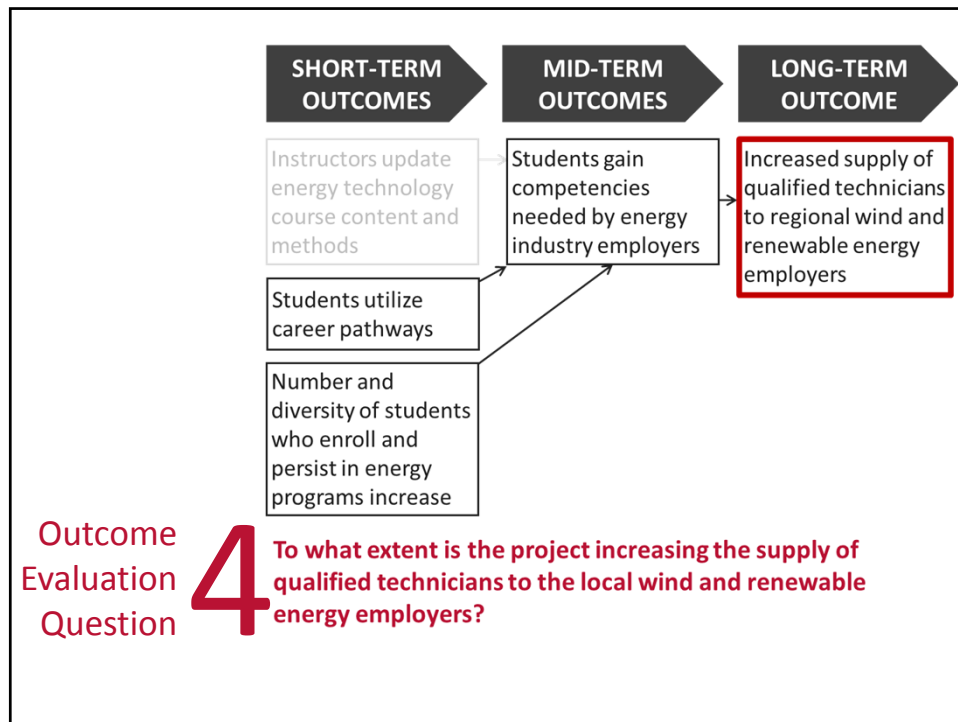 SHORT-TERM
OUTCOMES
MID-TERM
OUTCOMES
LONG-TERM
OUTCOME
Instructors update
energy technology
course content and
methods
Students gain
competencies
needed by energy
industry employers
Increased supply of
qualified technicians
to regional wind and
renewable energy
employers
Students utilize
career pathways
Number and
diversity of students
who enroll and
persist in energy
programs increase
Outcome
Evaluation
Question
4
To what extent is the project increasing the supply of
qualified technicians to the local wind and renewable
energy employers?